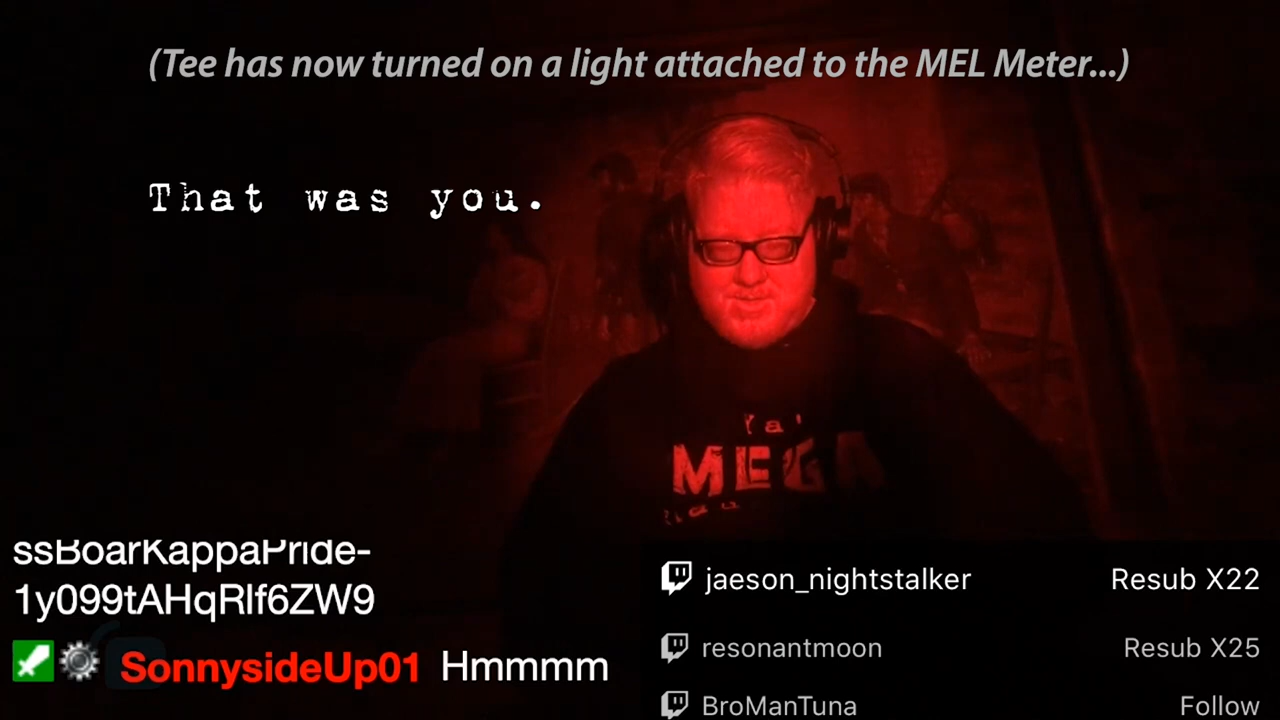 (Tee has now turned on a light attached to the MEL Meter...)
That was you.
MEGA
ssBoarKappaPride-
1y099tAHqRlf6ZW9
SonnysideUp01 Hmmmm
jaeson_nightstalker Resub X22
resonantmoon Resub X25
BroManTuna Follow